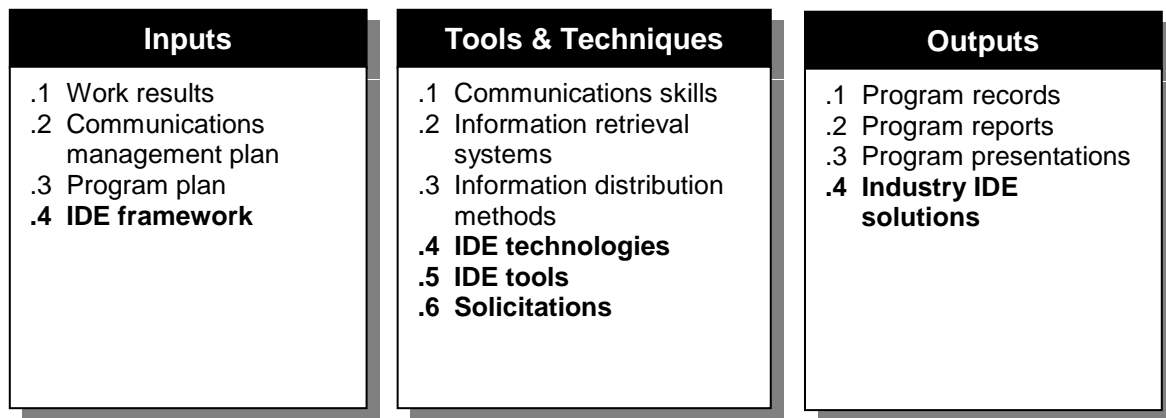 Inputs
.1 Work results
.2 Communications
management plan
.3 Program plan
.4 IDE framework
Tools & Techniques
.1 Communications skills
.2 Information retrieval
systems
.3 Information distribution
methods
.4 IDE technologies
.5 IDE tools
.6 Solicitations
Outputs
.1 Program records
.2 Program reports
.3 Program presentations
.4 Industry IDE
solutions